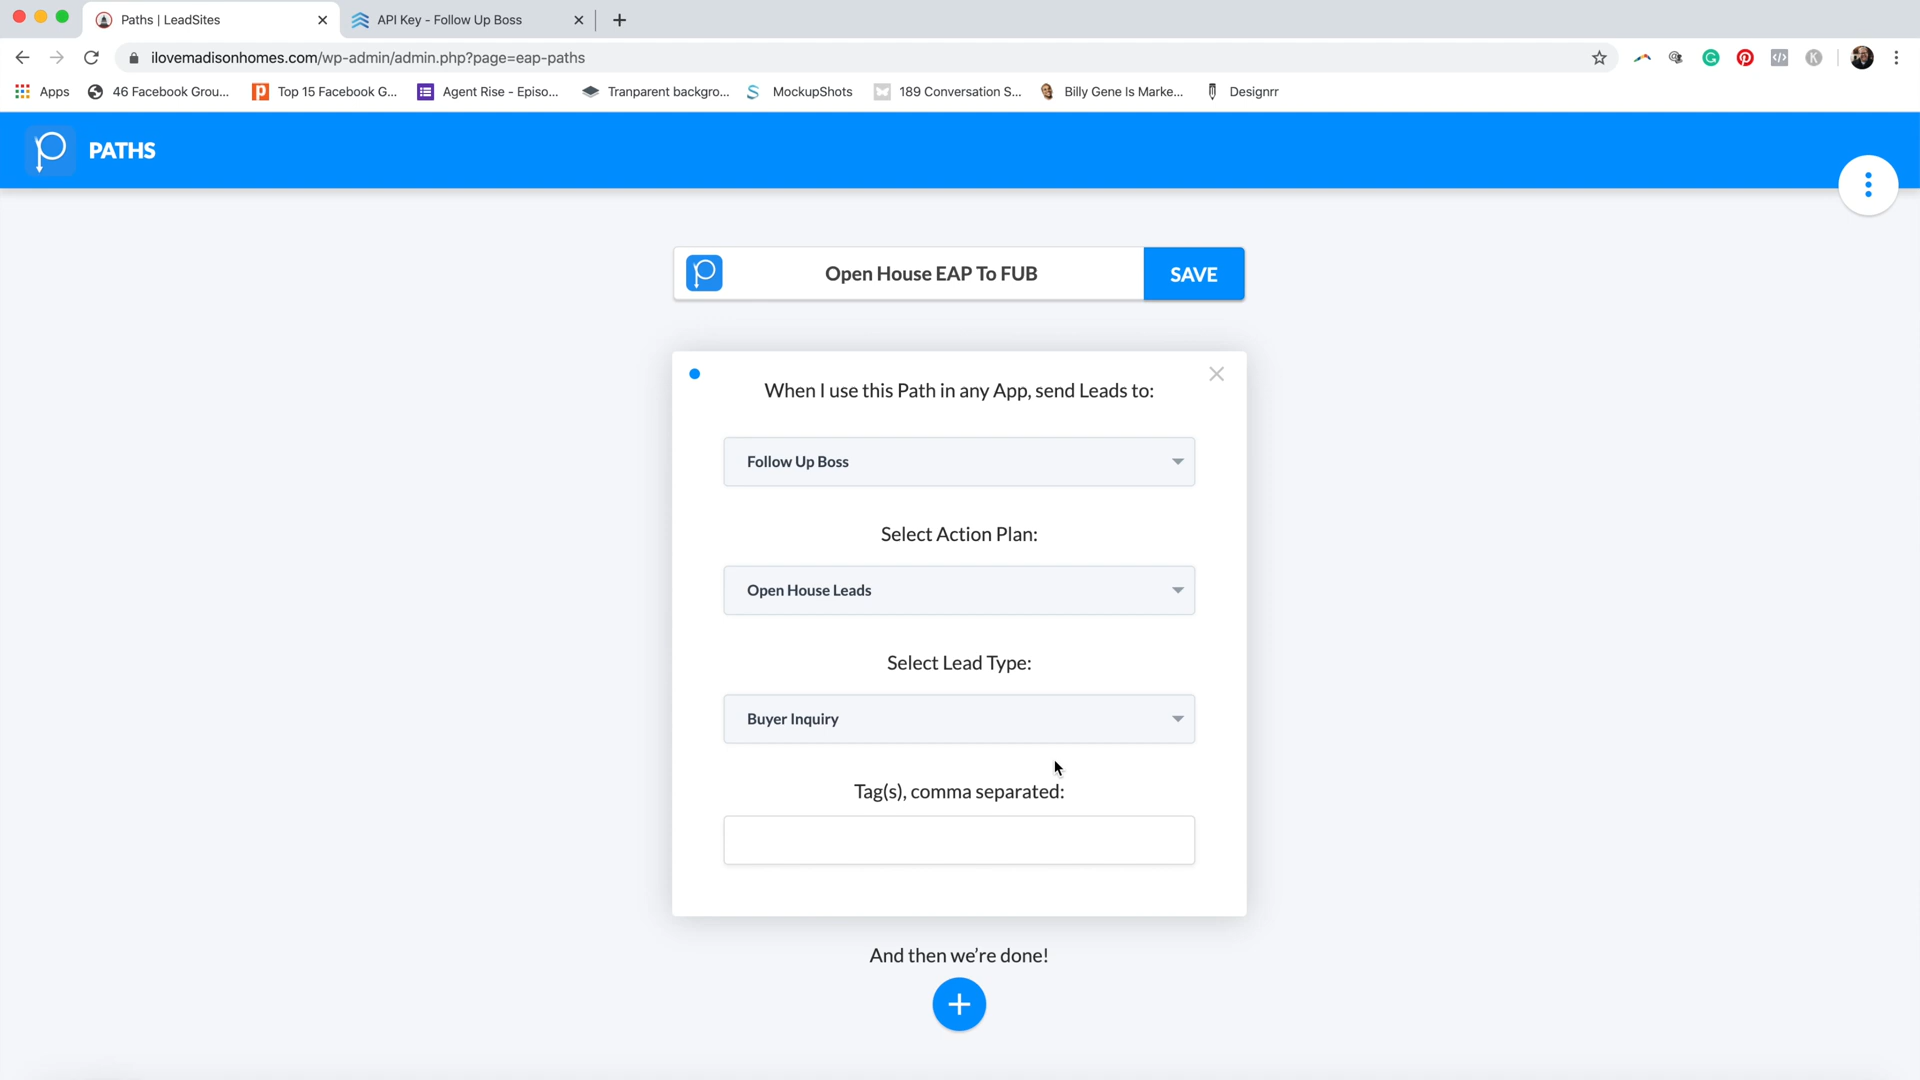 Paths | LeadSites
API Key - Follow Up Boss
ilovemadisonhomes.com/wp-admin/admin.php?page=eap-paths
Apps
46 Facebook Grou...
Top 15 Facebook G...
Agent Rise - Episo...
Tranparent backgro...
MockupShots
189 Conversation S...
Billy Gene Is Marke...
Designrr
PATHS
Open House EAP To FUB
SAVE
When I use this Path in any App, send Leads to:
Follow Up Boss
Select Action Plan:
Open House Leads
Select Lead Type:
Buyer Inquiry
Tag(s), comma separated:
And then we're done!